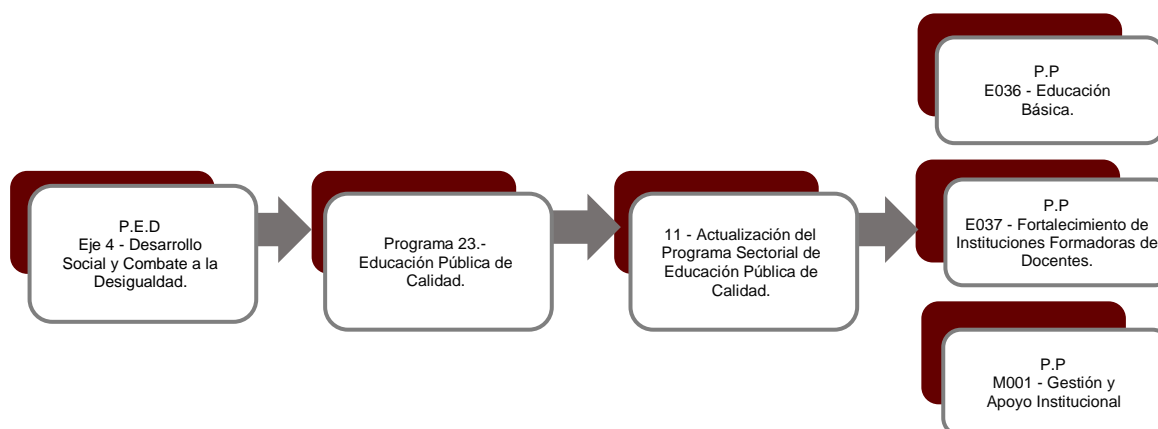 P.E.D
Eje 4 - Desarrollo
Social y Combate a la
Desigualdad.
Programa 23.-
Educación Pública de
Calidad.
11 - Actualización del
Programa Sectorial de
Educación Pública de
Calidad.
P.P
E036 - Educación
Básica.
P.P
E037 - Fortalecimiento de
Instituciones Formadoras de
Docentes.
P.P
M001 - Gestión y
Apoyo Institucional